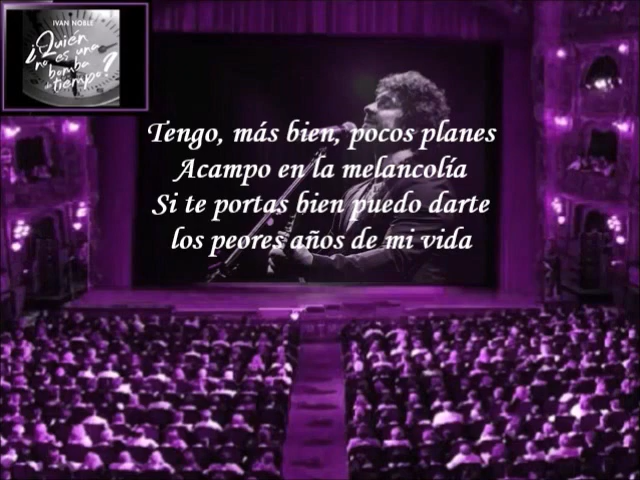 IVAN NOBLE
¿Quién
no es una
bomba
de tiempo?
Tengo, más bien, pocos planes
Acampo en la melancolía
Si te portas bien puedo darte
los peores años de mi vida